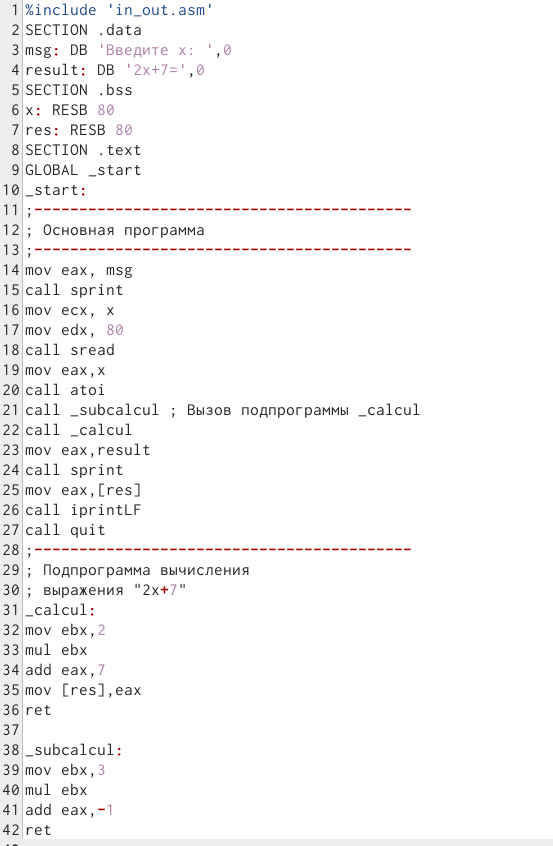 1 %include 'in_out.asm'
2 SECTION .data
3 msg: DB 'Введите x: ',0
4 result: DB '2x+7=',0
5 SECTION .bss
6 x: RESB 80
7 res: RESB 80
8 SECTION .text
9 GLOBAL _start
10 _start:
11 ;------------------------------------------
12 ; Основная программа
13 ;------------------------------------------
14 mov eax, msg
15 call sprint
16 mov ecx, x
17 mov edx, 80
18 call sread
19 mov eax,x
20 call atoi
21 call _subcalcul ; Вызов подпрограммы _calcul
22 call _calcul
23 mov eax,result
24 call sprint
25 mov eax,[res]
26 call iprintLF
27 call quit
28 ;------------------------------------------
29 ; Подпрограмма вычисления
30 ; выражения "2x+7"
31 _calcul:
32 mov ebx,2
33 mul ebx
34 add eax,7
35 mov [res],eax
36 ret
37
38 _subcalcul:
39 mov ebx,3
40 mul ebx
41 add eax,-1
42 ret